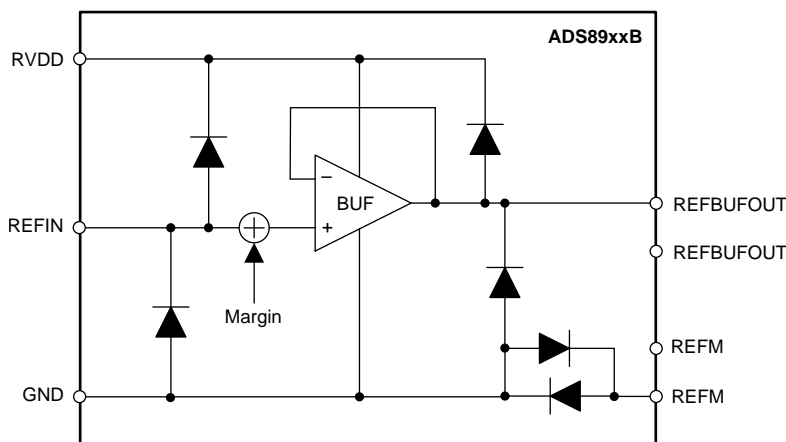 ADS89xxB
RVDD
−
BUF
+
REFIN
Margin
GND
REFBUFOUT
REFBUFOUT
REFM
REFM